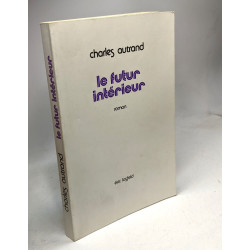 charles autrand
le futur
intérieur
roman
charles autrand
le futur intérieur